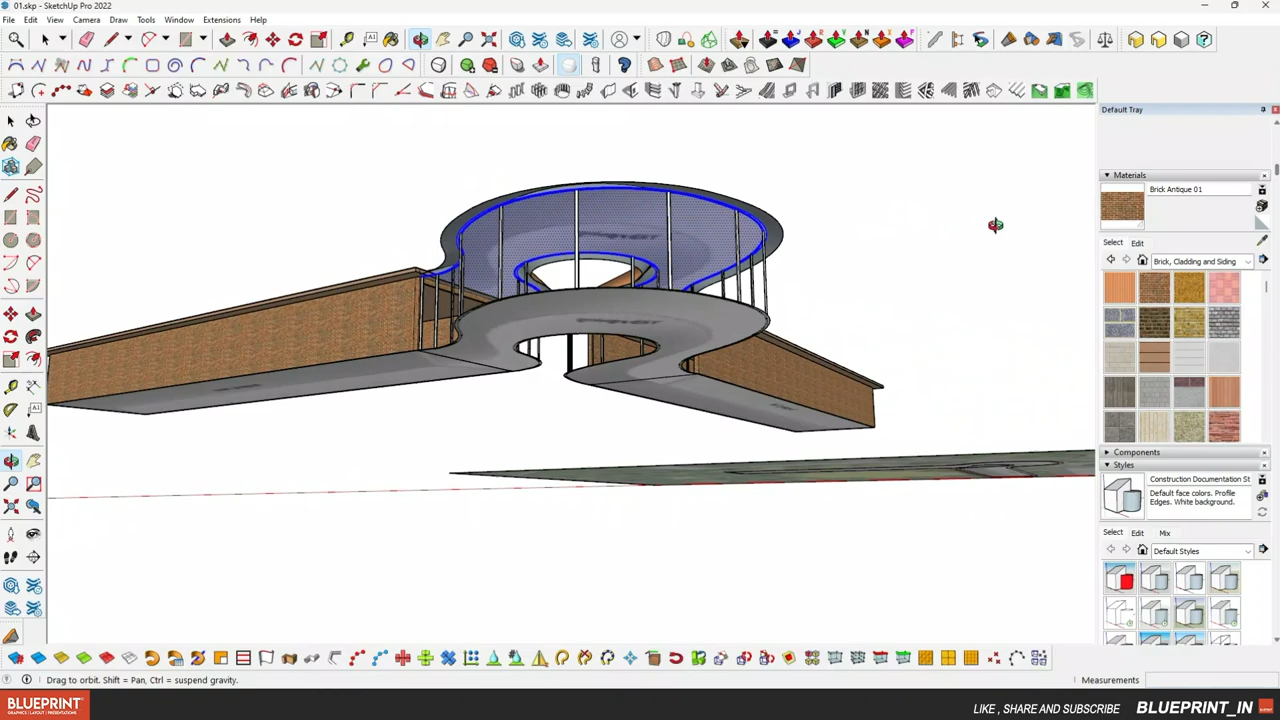 01.skp - SketchUp Pro 2022
File Edit View Camera Draw Tools Window Extensions Help
Default Tray
Materials
Brick Antique 01
Select Edit
Brick, Cladding and Siding
Components
Styles
Construction Documentation St
Default face colors. Profile
Edges. White background.
Select Edit Mix
Default Styles
Drag to orbit. Shift = Pan, Ctrl = suspend gravity.
Measurements
BLUEPRINT
GRAPHICS | LAYOUT | PRESENTATIONS
LIKE , SHARE AND SUBSCRIBE BLUEPRINT_IN